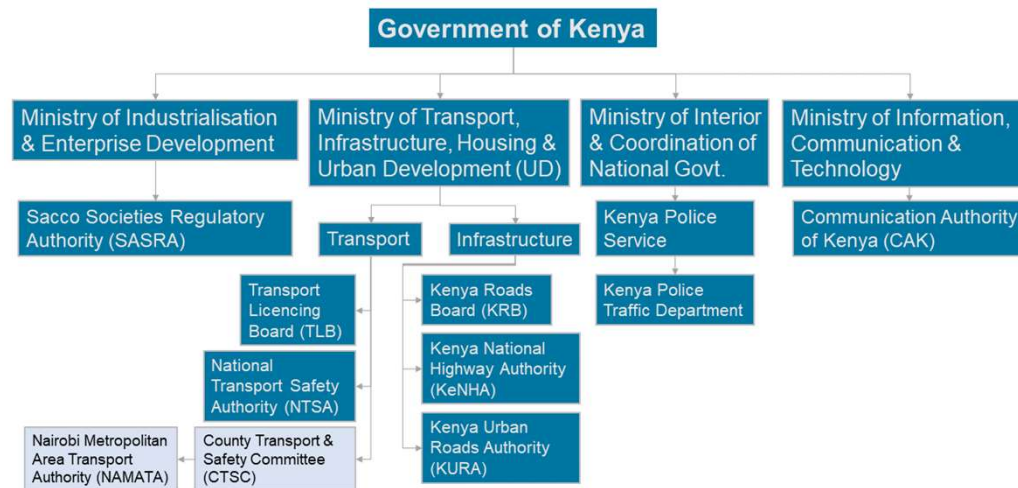 Government of Kenya
Ministry of Industrialisation
& Enterprise Development
Ministry of Transport,
Infrastructure, Housing &
Urban Development (UD)
Ministry of Interior
& Coordination of
National Govt.
Ministry of Information,
Communication &
Technology
Sacco Societies Regulatory
Authority (SASRA)
Transport
Infrastructure
Kenya Police
Service
Communication Authority
of Kenya (CAK)
Transport
Licencing
Board (TLB)
Kenya Roads
Board (KRB)
Kenya Police
Traffic Department
National
Transport Safety
Authority (NTSA)
Kenya National
Highway Authority
(KeNHA)
Nairobi Metropolitan
Area Transport
Authority (NAMATA)
County Transport &
Safety Committee
(CTSC)
Kenya Urban
Roads Authority
(KURA)